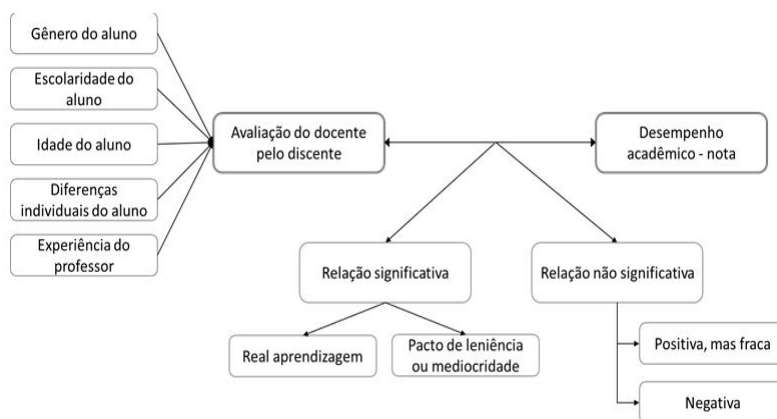 Gênero do aluno
Escolaridade do
aluno
Idade do aluno
Diferenças
individuais do aluno
Experiência do
professor
Avaliação do docente
pelo discente
Desempenho
acadêmico - nota
Relação significativa
Relação não significativa
Real aprendizagem
Pacto de leniência
ou mediocridade
Positiva, mas fraca
Negativa